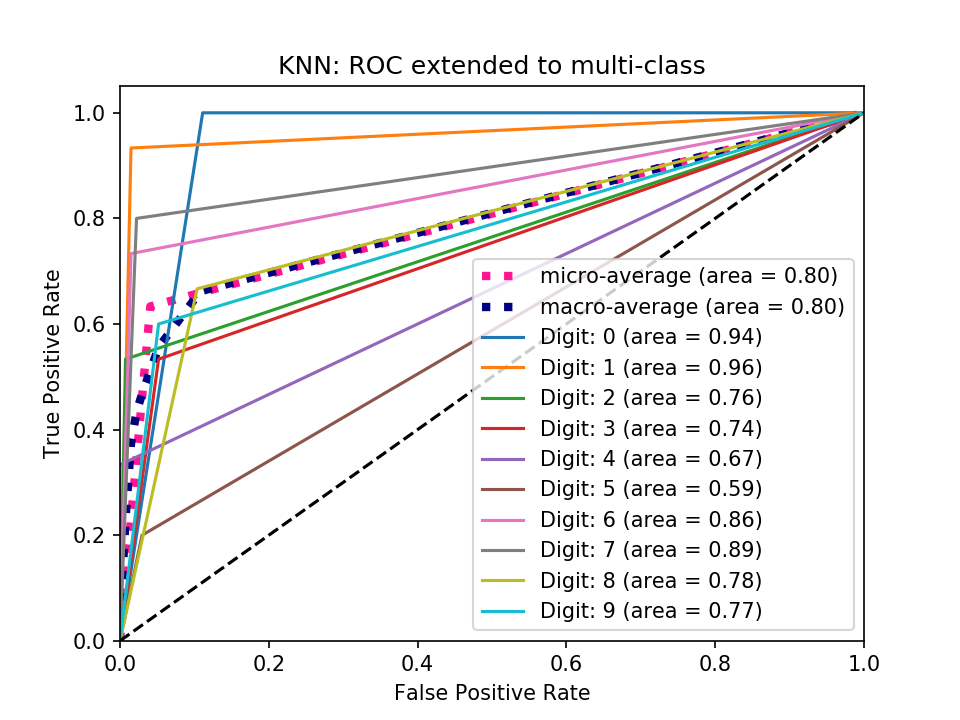 KNN: ROC extended to multi-class
1.0
0.8
0.6
0.4
0.2
0.0
True Positive Rate
micro-average (area = 0.80)
macro-average (area = 0.80)
Digit: 0 (area = 0.94)
Digit: 1 (area = 0.96)
Digit: 2 (area = 0.76)
Digit: 3 (area = 0.74)
Digit: 4 (area = 0.67)
Digit: 5 (area = 0.59)
Digit: 6 (area = 0.86)
Digit: 7 (area = 0.89)
Digit: 8 (area = 0.78)
Digit: 9 (area = 0.77)
0.0 0.2 0.4 0.6 0.8 1.0
False Positive Rate